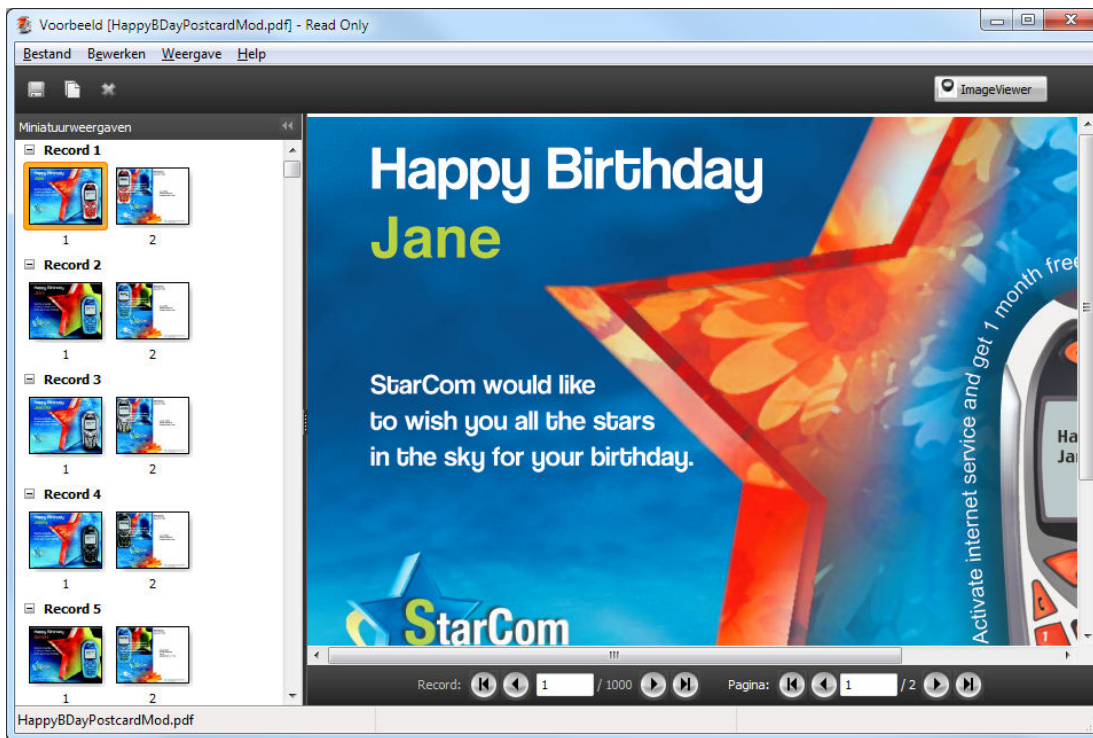 Voorbeeld [HappyBDayPostcardMod.pdf] - Read Only
Bestand Bewerken Weergave Help
ImageViewer
Miniatuurweergaven
Record 1
1 2
Record 2
1 2
Record 3
1 2
Record 4
1 2
Record 5
1 2
Happy Birthday
Jane
StarCom would like
to wish you all the stars
in the sky for your birthday.
StarCom
Activate internet service and get 1 month free
Ha
Ja
1
Record: 1 / 1000 Pagina: 1 / 2
HappyBDayPostcardMod.pdf